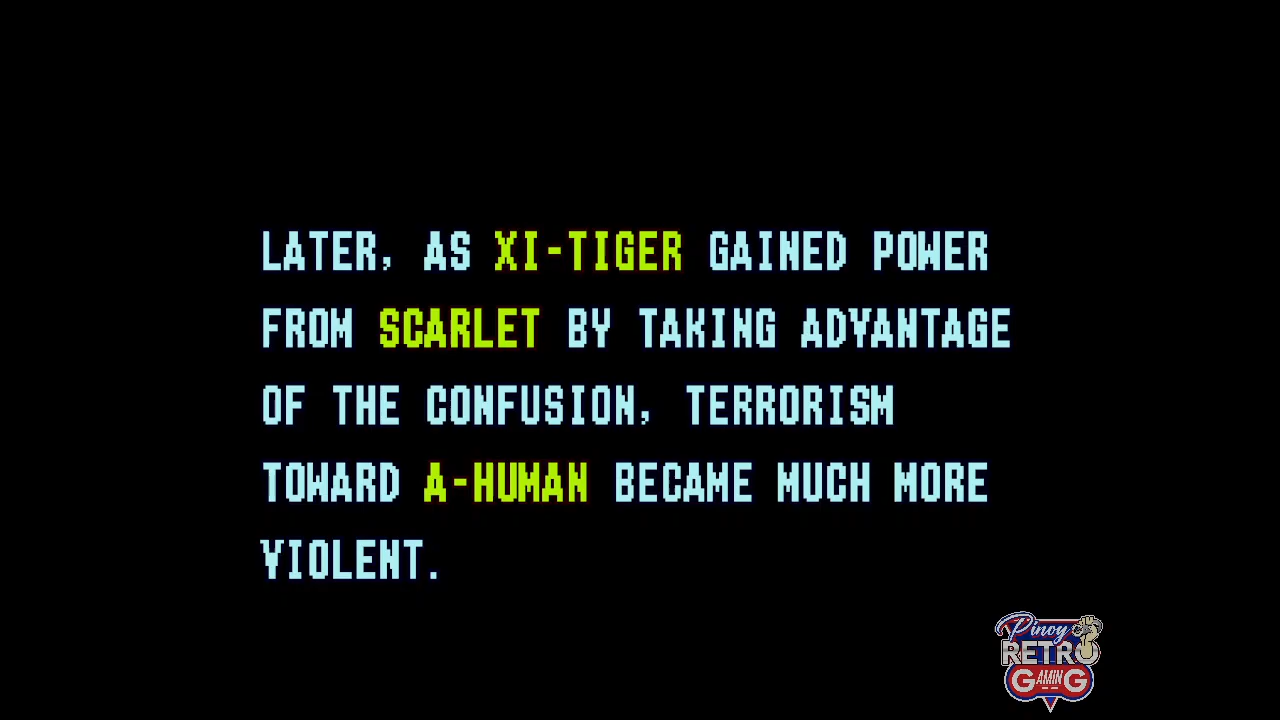 LATER, AS XI-TIGER GAINED POWER
FROM SCARLET BY TAKING ADVANTAGE
OF THE CONFUSION, TERRORISM
TOWARD A-HUMAN BECAME MUCH MORE
VIOLENT.
Pinoy
RETRO
GAMING